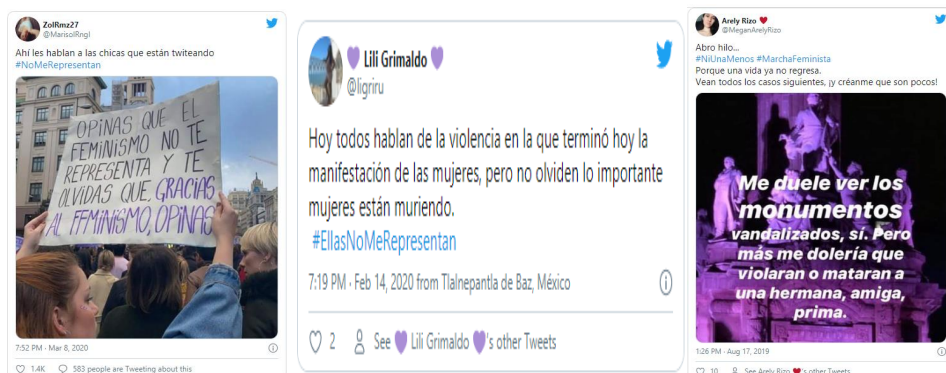 ZolRmz27
@MarisolRngl
Ahí les hablan a las chicas que están twiteando
#NoMeRepresentan
OPINAS QUE EL
FEMINISMO NO TE
REPRESENTA Y TE
OLVIDAS QUE, GRACIAS
AL FEMINISMO, OPINAS
7:52 PM · Mar 8, 2020
1.4K 583 people are Tweeting about this
Lili Grimaldo
@ligriru
Hoy todos hablan de la violencia en la que terminó hoy la
manifestación de las mujeres, pero no olviden lo importante
mujeres están muriendo.
#EllasNoMeRepresentan
7:19 PM · Feb 14, 2020 from Tlalnepantla de Baz, México
2 See Lili Grimaldo 's other Tweets
Arely Rizo
@MeganArelyRizo
Abro hilo...
#NiUnaMenos #MarchaFeminista
Porque una vida ya no regresa.
Vean todos los casos siguientes, ¡y créanme que son pocos!
Me duele ver los
monumentos
vandalizados, sí. Pero
más me dolería que
violaran o mataran a
una hermana, amiga,
prima.
1:26 PM · Aug 17, 2019
10 See Arely Rizo 's other Tweets